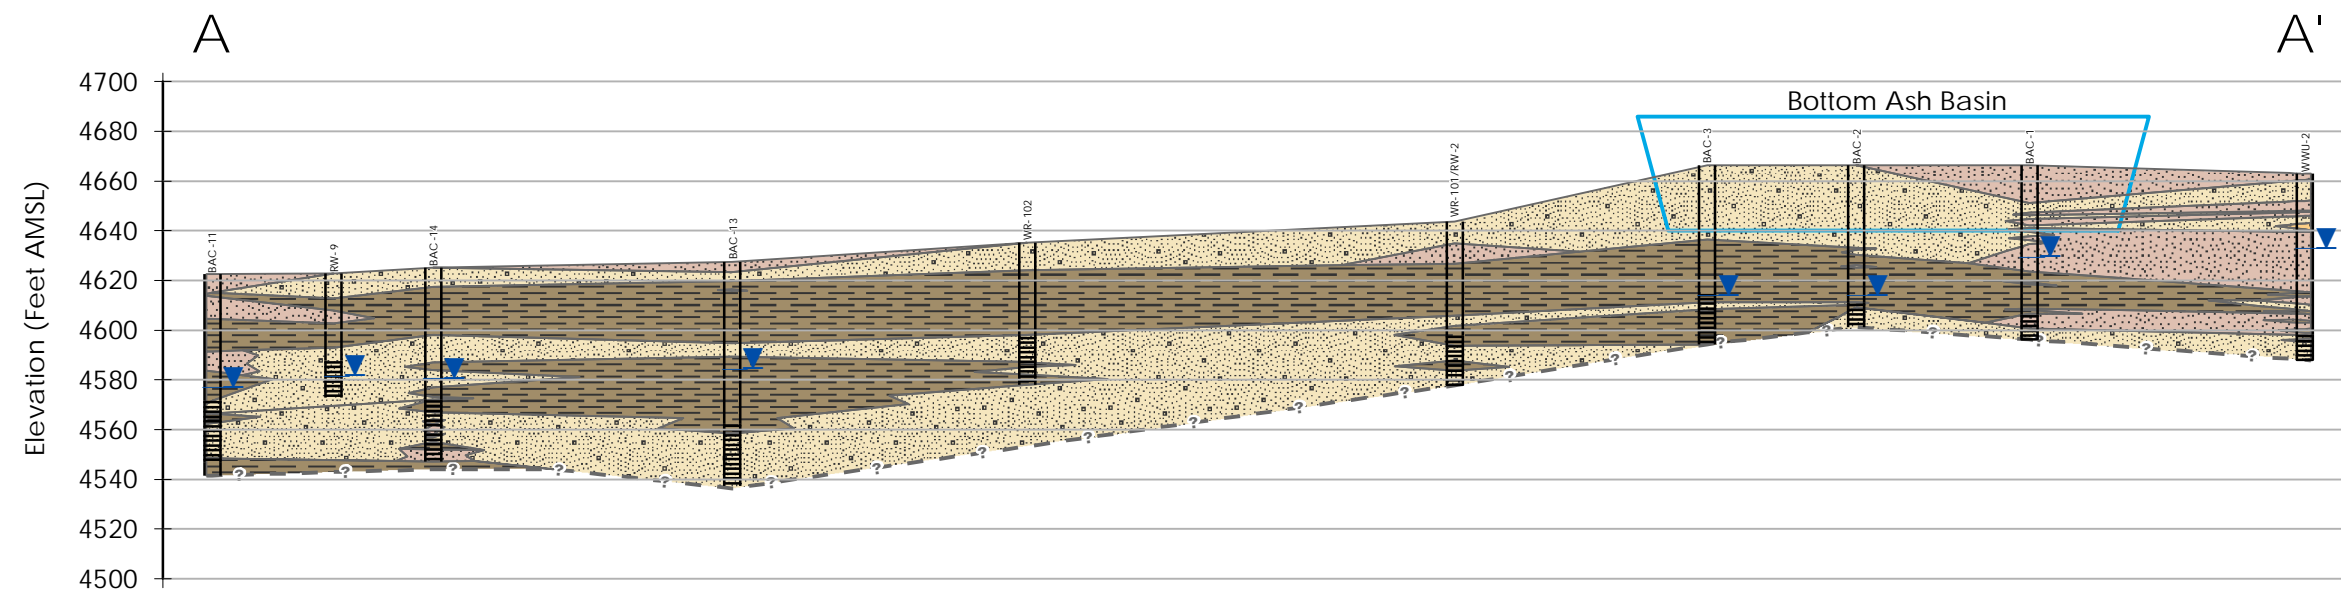 A A'
4700
4680
4660
4640
4620
4600
4580
4560
4540
4520
4500
Elevation (Feet AMSL)
Bottom Ash Basin
BAC-11
RW-9
BAC-14
BAC-13
WR-102
WR-101/RW-2
BAC-3
BAC-2
BAC-1
WWU-2
? ? ? ? ? ? ? ? ? ? ? ? ? ? ? ? ? ? ? ?